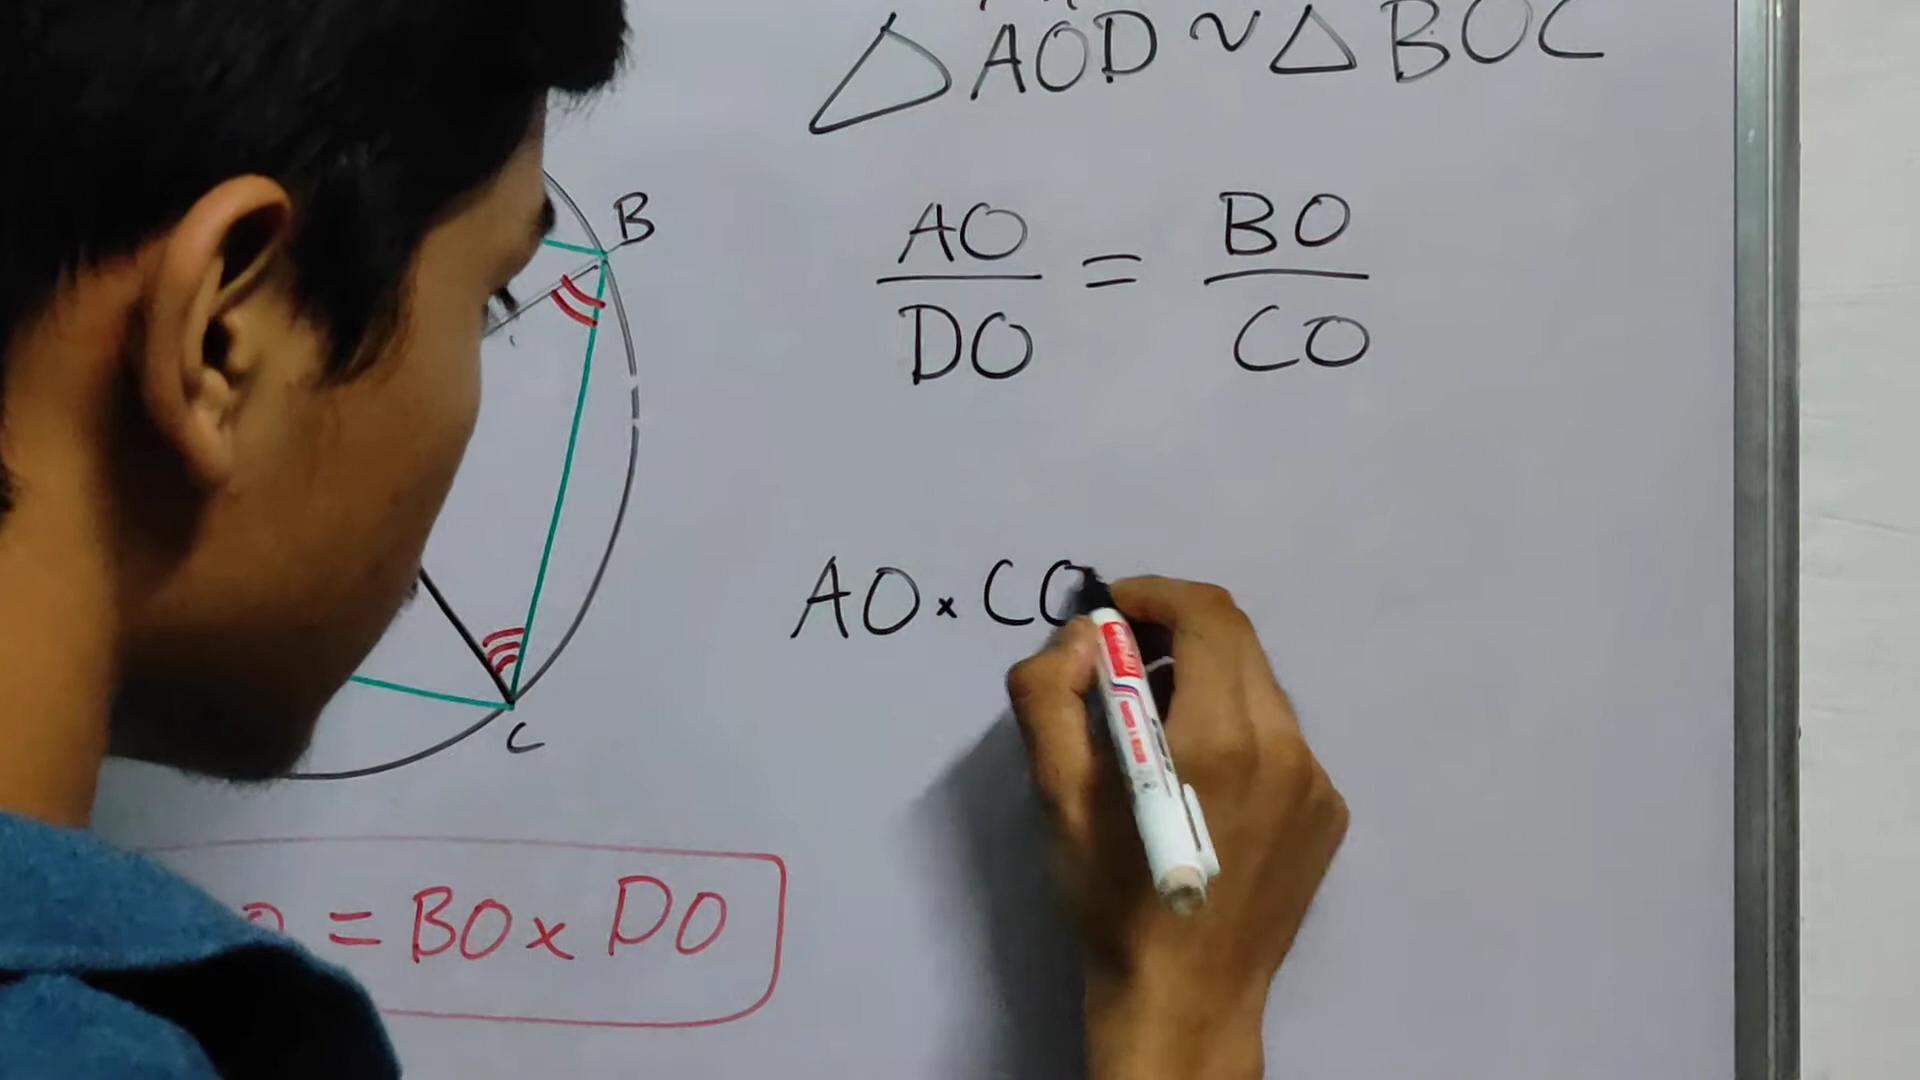 △AOD ~ △BOC
AO/DO = BO/CO
B
AO × CO
C
= BO × DO